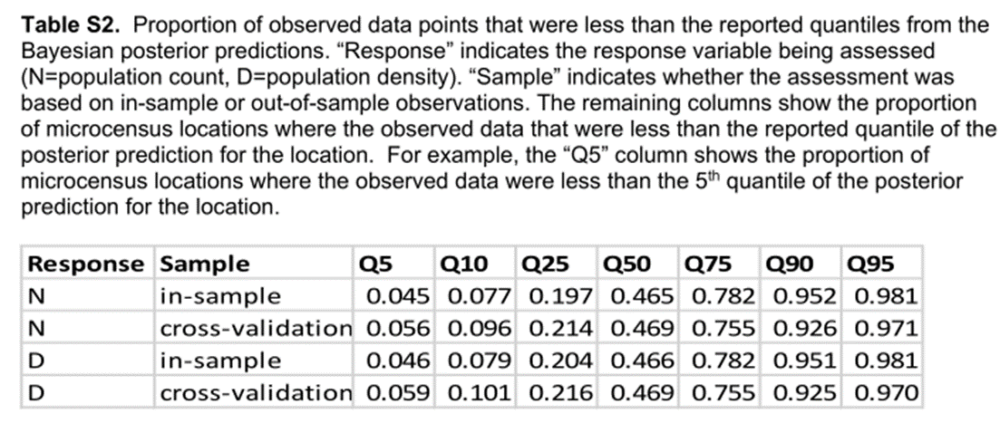 Table S2.  Proportion of observed data points that were less than the reported quantiles from the
Bayesian posterior predictions. “Response” indicates the response variable being assessed
(N=population count, D=population density). “Sample” indicates whether the assessment was
based on in-sample or out-of-sample observations. The remaining columns show the proportion
of microcensus locations where the observed data that were less than the reported quantile of the
posterior prediction for the location.  For example, the “Q5” column shows the proportion of
microcensus locations where the observed data were less than the 5th quantile of the posterior
prediction for the location.
Response Sample Q5 Q10 Q25 Q50 Q75 Q90 Q95
N in-sample 0.045 0.077 0.197 0.465 0.782 0.952 0.981
N cross-validation 0.056 0.096 0.214 0.469 0.755 0.926 0.971
D in-sample 0.046 0.079 0.204 0.466 0.782 0.951 0.981
D cross-validation 0.059 0.101 0.216 0.469 0.755 0.925 0.970